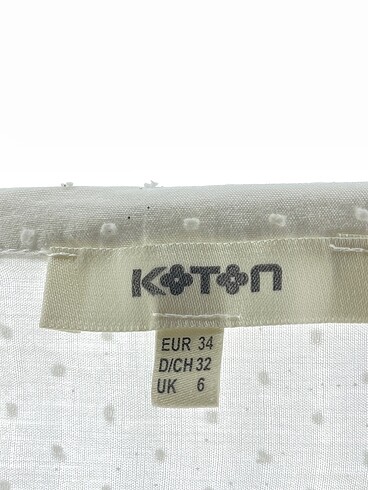 KOTON
EUR 34
D/CH 32
UK 6